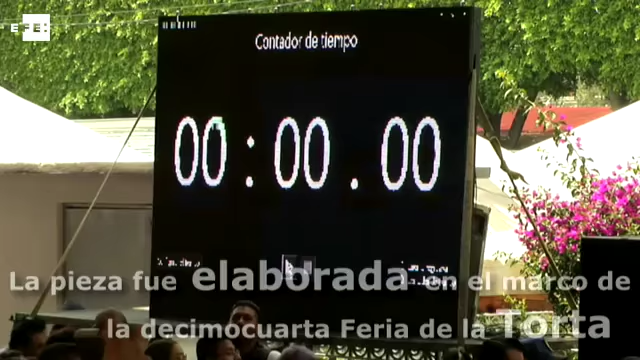 EFE:
Contador de tiempo
00:00.00
La pieza fue elaborada en el marco de
la decimocuarta Feria de la Torta